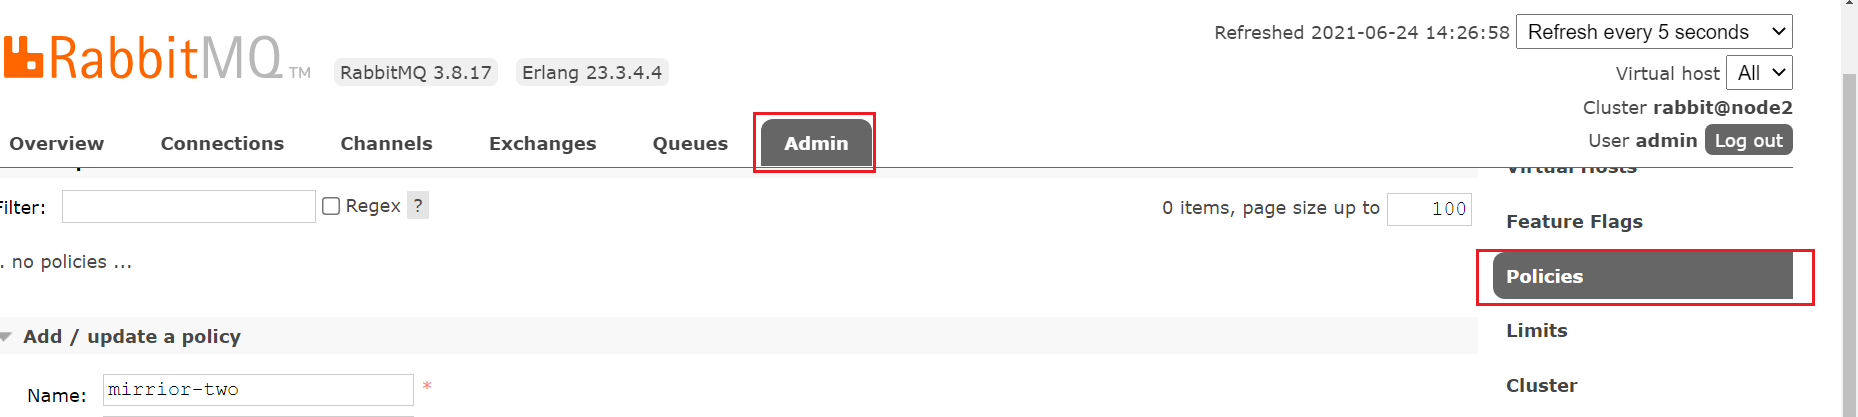 Refreshed 2021-06-24 14:26:58 Refresh every 5 seconds
RabbitMQ TM RabbitMQ 3.8.17 Erlang 23.3.4.4
Virtual host All
Cluster rabbit@node2
User admin Log out
Overview Connections Channels Exchanges Queues Admin
Virtual Hosts
Filter: Regex ? 0 items, page size up to 100
Feature Flags
. no policies ...
Policies
Add / update a policy
Limits
Name: mirrior-two *
Cluster